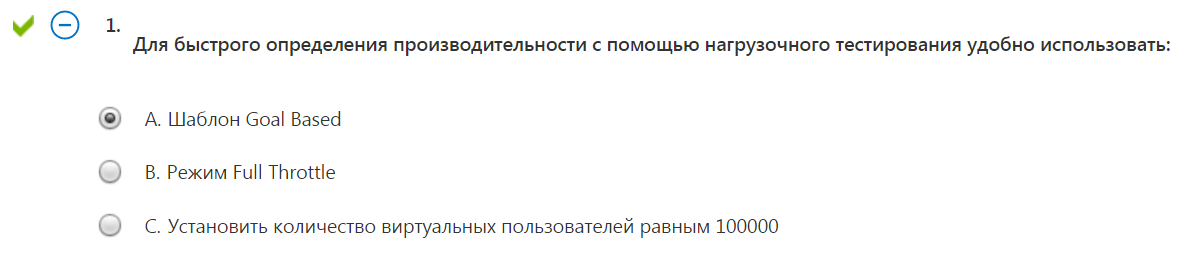 1.
Для быстрого определения производительности с помощью нагрузочного тестирования удобно использовать:
A. Шаблон Goal Based
B. Режим Full Throttle
C. Установить количество виртуальных пользователей равным 100000